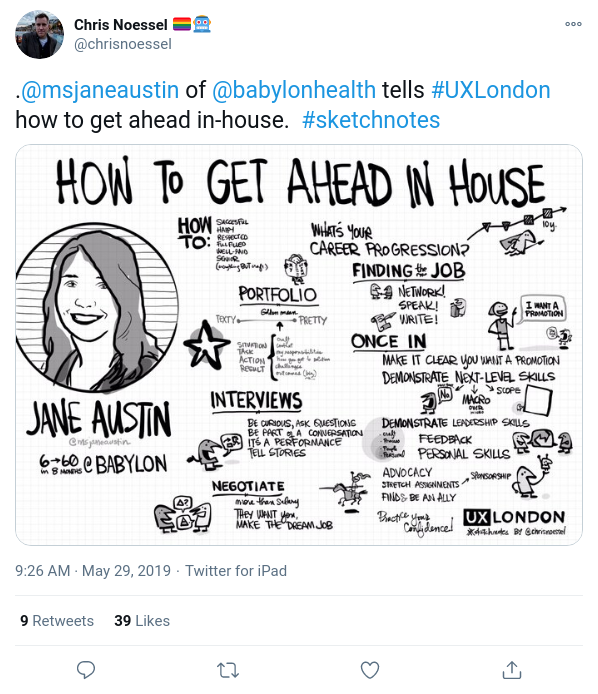 Chris Noessel
@chrisnoessel
.@msjaneaustin of @babylonhealth tells #UXLondon
how to get ahead in-house. #sketchnotes
HOW TO GET AHEAD IN HOUSE
HOW
TO:
SUCCESSFUL
HAPPY
RESPECTED
FULFILLED
WELL-PAID
SENIOR
JANE AUSTIN
@msjaneaustin
6→60 @ BABYLON
IN 8 MONTHS
PORTFOLIO
Golden mean
TEXTY
PRETTY
SITUATION
TASK
ACTION
RESULT
INTERVIEWS
BE CURIOUS, ASK QUESTIONS
BE PART OF A CONVERSATION
IT'S A PERFORMANCE
TELL STORIES
NEGOTIATE
more than Salary
THEY WANT you,
MAKE THE DREAM JOB
A?
A
WHAT'S YOUR
CAREER PROGRESSION?
10y.
FINDING the JOB
NETWORK!
SPEAK!
WRITE!
I WANT A
PROMOTION
ONCE IN
MAKE IT CLEAR YOU WANT A PROMOTION
DEMONSTRATE NEXT-LEVEL SKILLS
No
MACRO
SCOPE
DEMONSTRATE LEADERSHIP SKILLS
FEEDBACK
PERSONAL SKILLS
ADVOCACY
STRETCH ASSIGNMENTS
SPONSORSHIP
FIND & BE AN ALLY
Practice your
Confidence!
UX LONDON
Sketchnotes BY @chrisnoessel
9:26 AM · May 29, 2019 · Twitter for iPad
9 Retweets 39 Likes